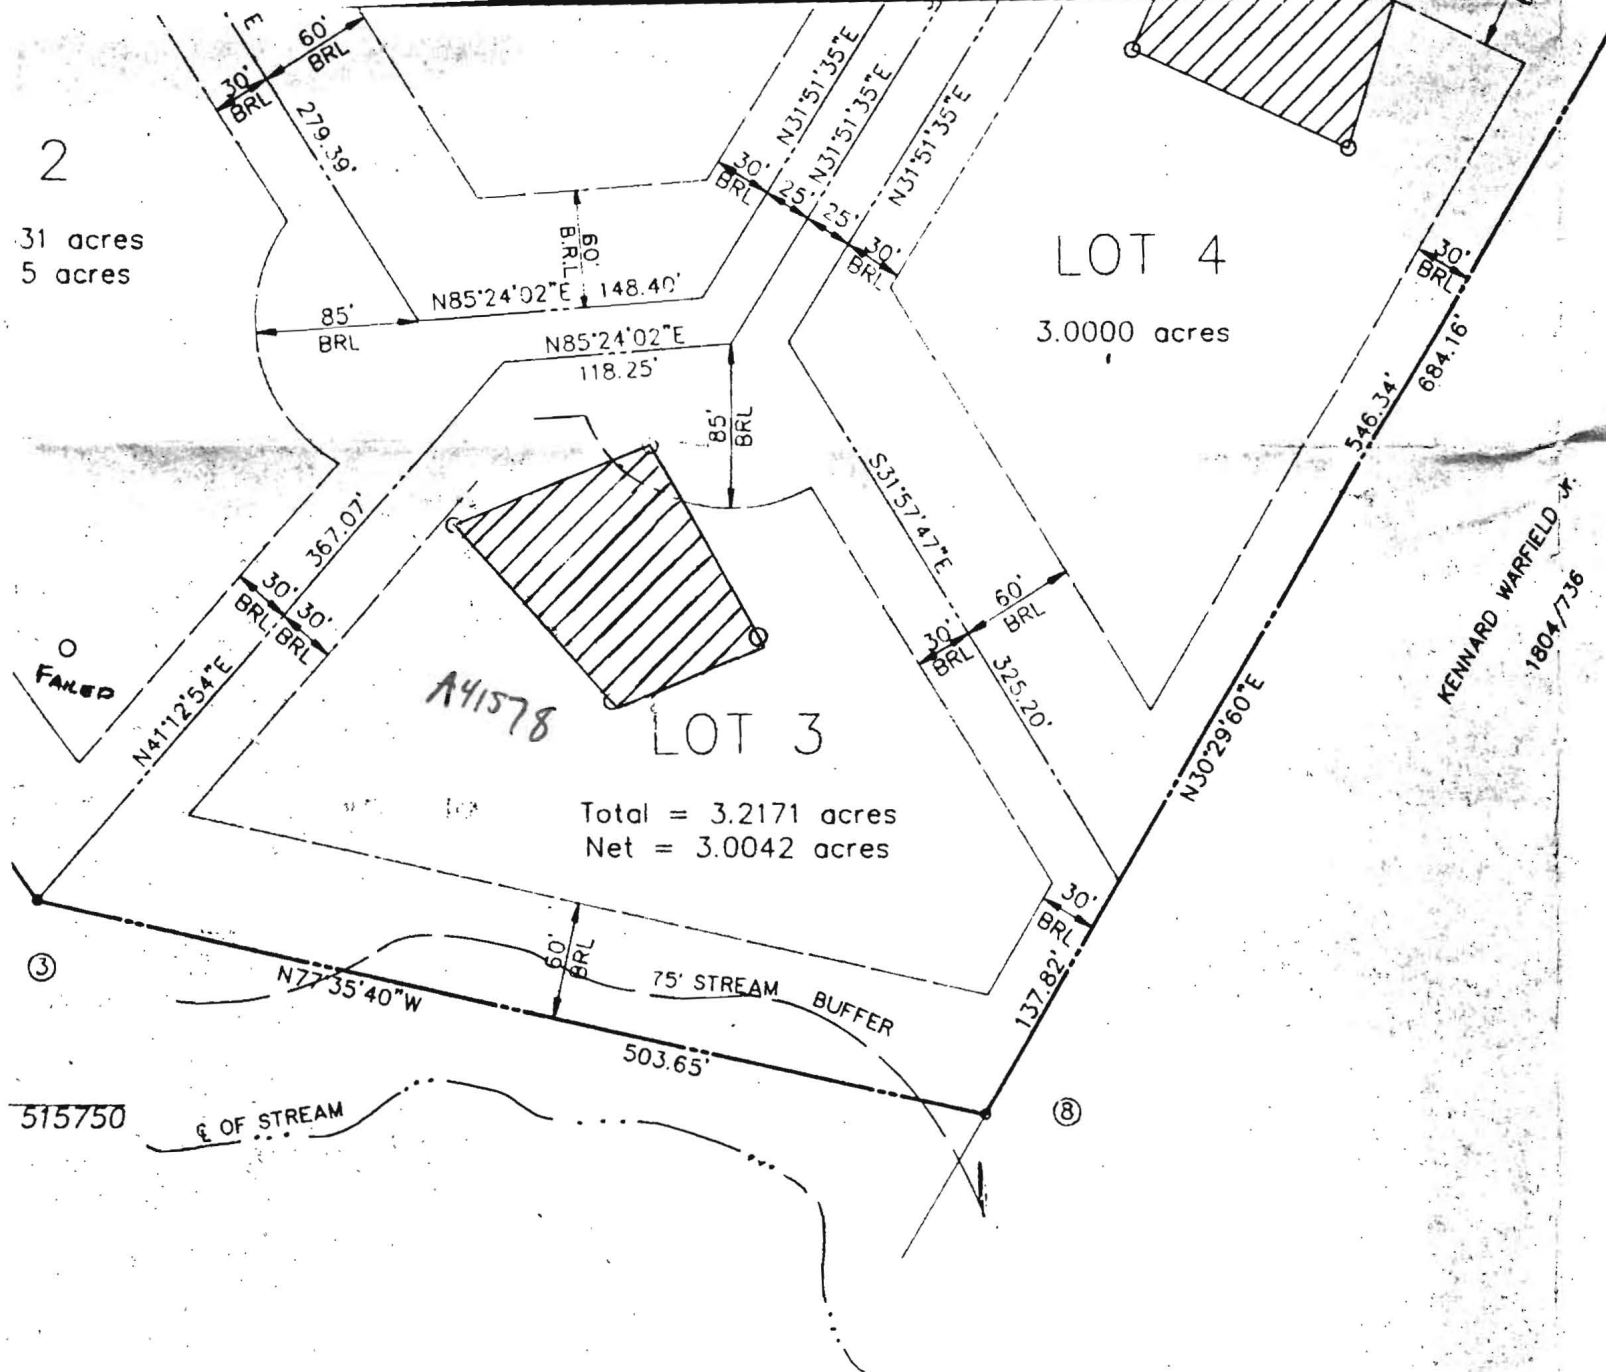 E
60'
BRL
30'
BRL
279.39'
2
31 acres
5 acres
N31°51'35"E
N31°51'35"E
N31°51'35"E
30'
BRL
25'
25'
30'
BRL
60'
B.R.L
N85°24'02"E 148.40'
85'
BRL
N85°24'02"E
118.25'
85'
BRL
LOT 4
3.0000 acres
30'
BRL
684.16'
546.34'
S31°57'47"E
60'
BRL
30'
BRL
325.20'
367.07'
30'
BRL
30'
BRL
N41°12'54"E
FAILED
A41578
LOT 3
Total = 3.2171 acres
Net = 3.0042 acres
KENNARD WARFIELD Jr.
1804/736
N30°29'60"E
30'
BRL
137.82'
60'
BRL
3
N77°35'40"W
75' STREAM BUFFER
503.65'
8
515750
℄ OF STREAM